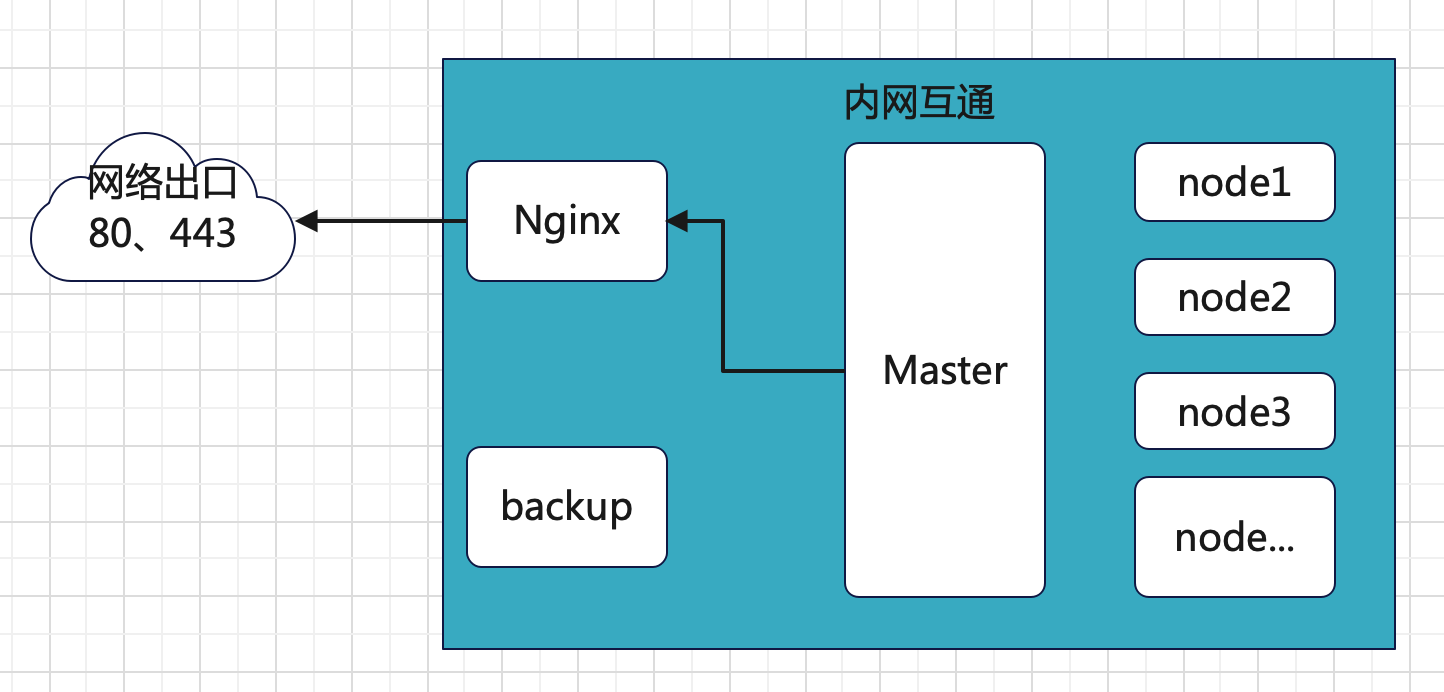 内网互通
网络出口
80、443
Nginx
backup
Master
node1
node2
node3
node...